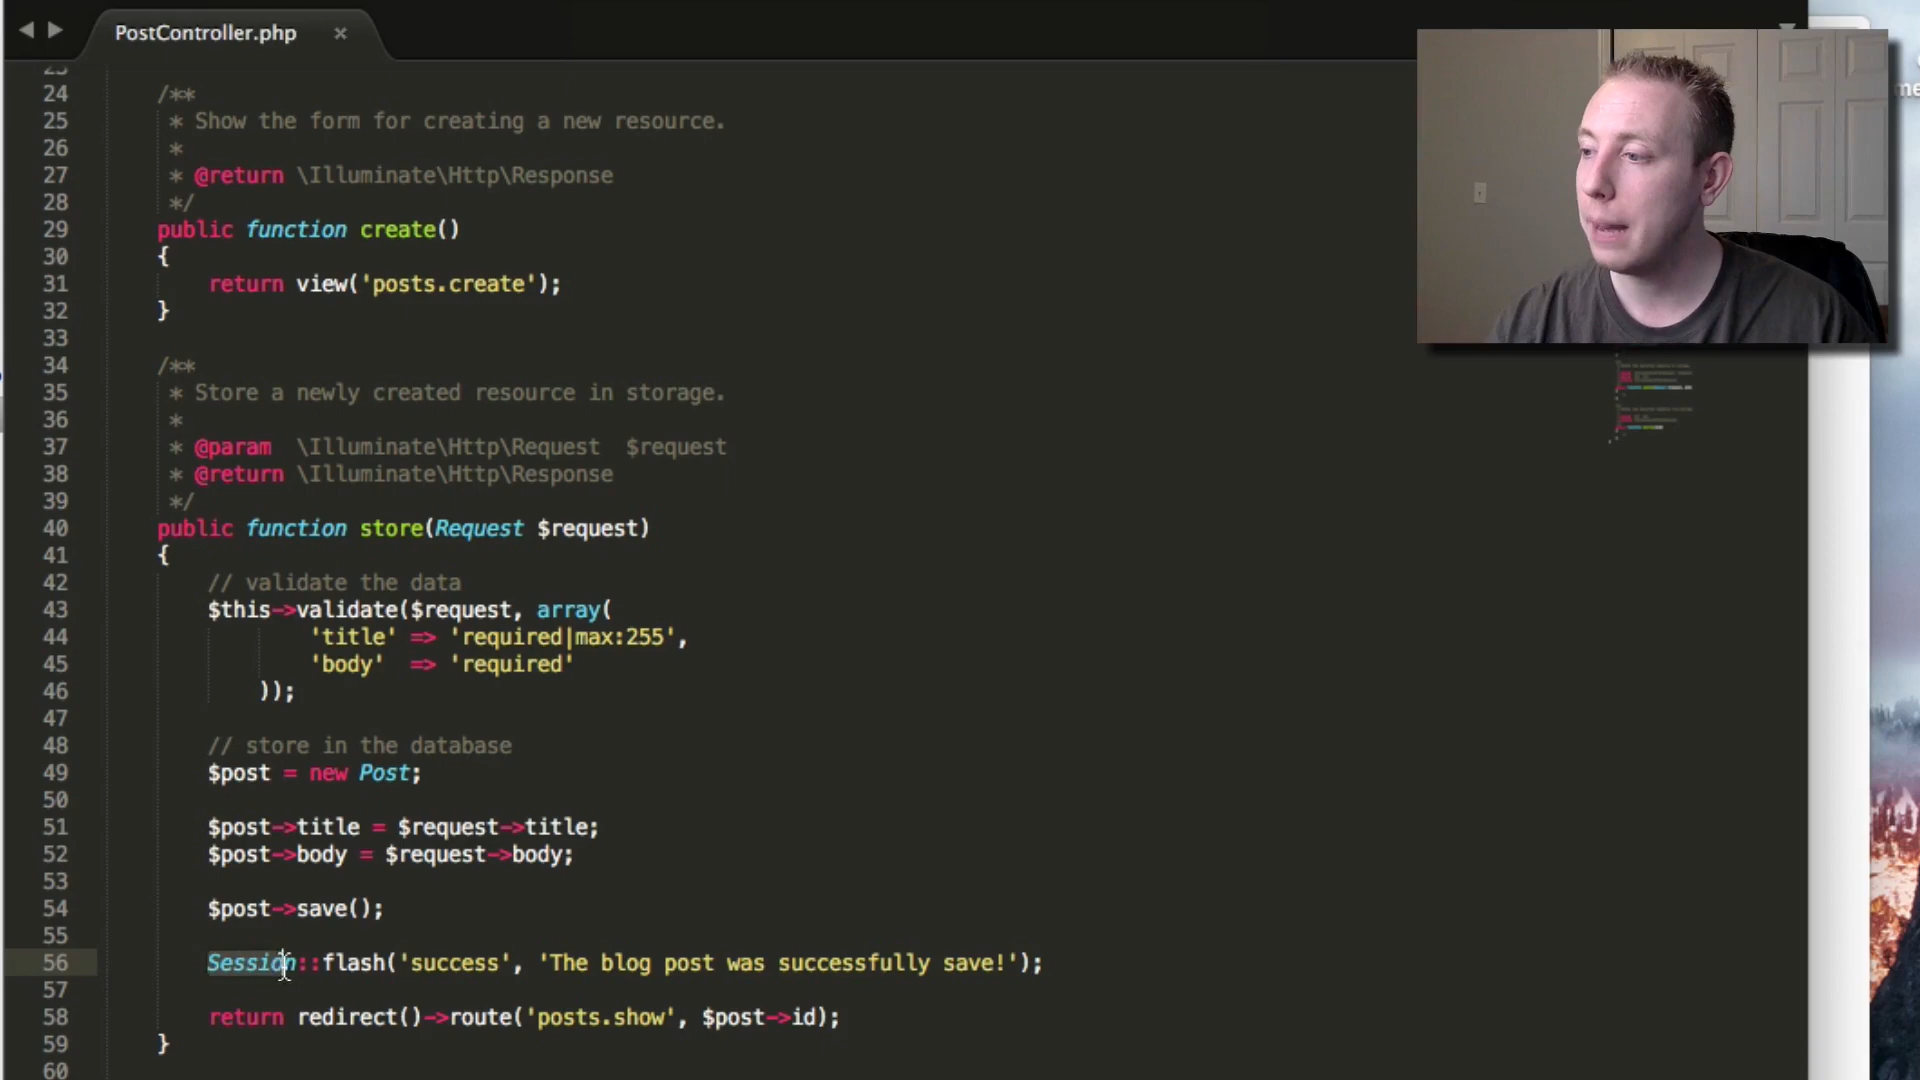 PostController.php ×
23
24 /**
25 * Show the form for creating a new resource.
26 *
27 * @return \Illuminate\Http\Response
28 */
29 public function create()
30 {
31 return view('posts.create');
32 }
33
34 /**
35 * Store a newly created resource in storage.
36 *
37 * @param  \Illuminate\Http\Request  $request
38 * @return \Illuminate\Http\Response
39 */
40 public function store(Request $request)
41 {
42 // validate the data
43 $this->validate($request, array(
44 'title' => 'required|max:255',
45 'body'  => 'required'
46 ));
47
48 // store in the database
49 $post = new Post;
50
51 $post->title = $request->title;
52 $post->body = $request->body;
53
54 $post->save();
55
56 Session::flash('success', 'The blog post was successfully save!');
57
58 return redirect()->route('posts.show', $post->id);
59 }
60